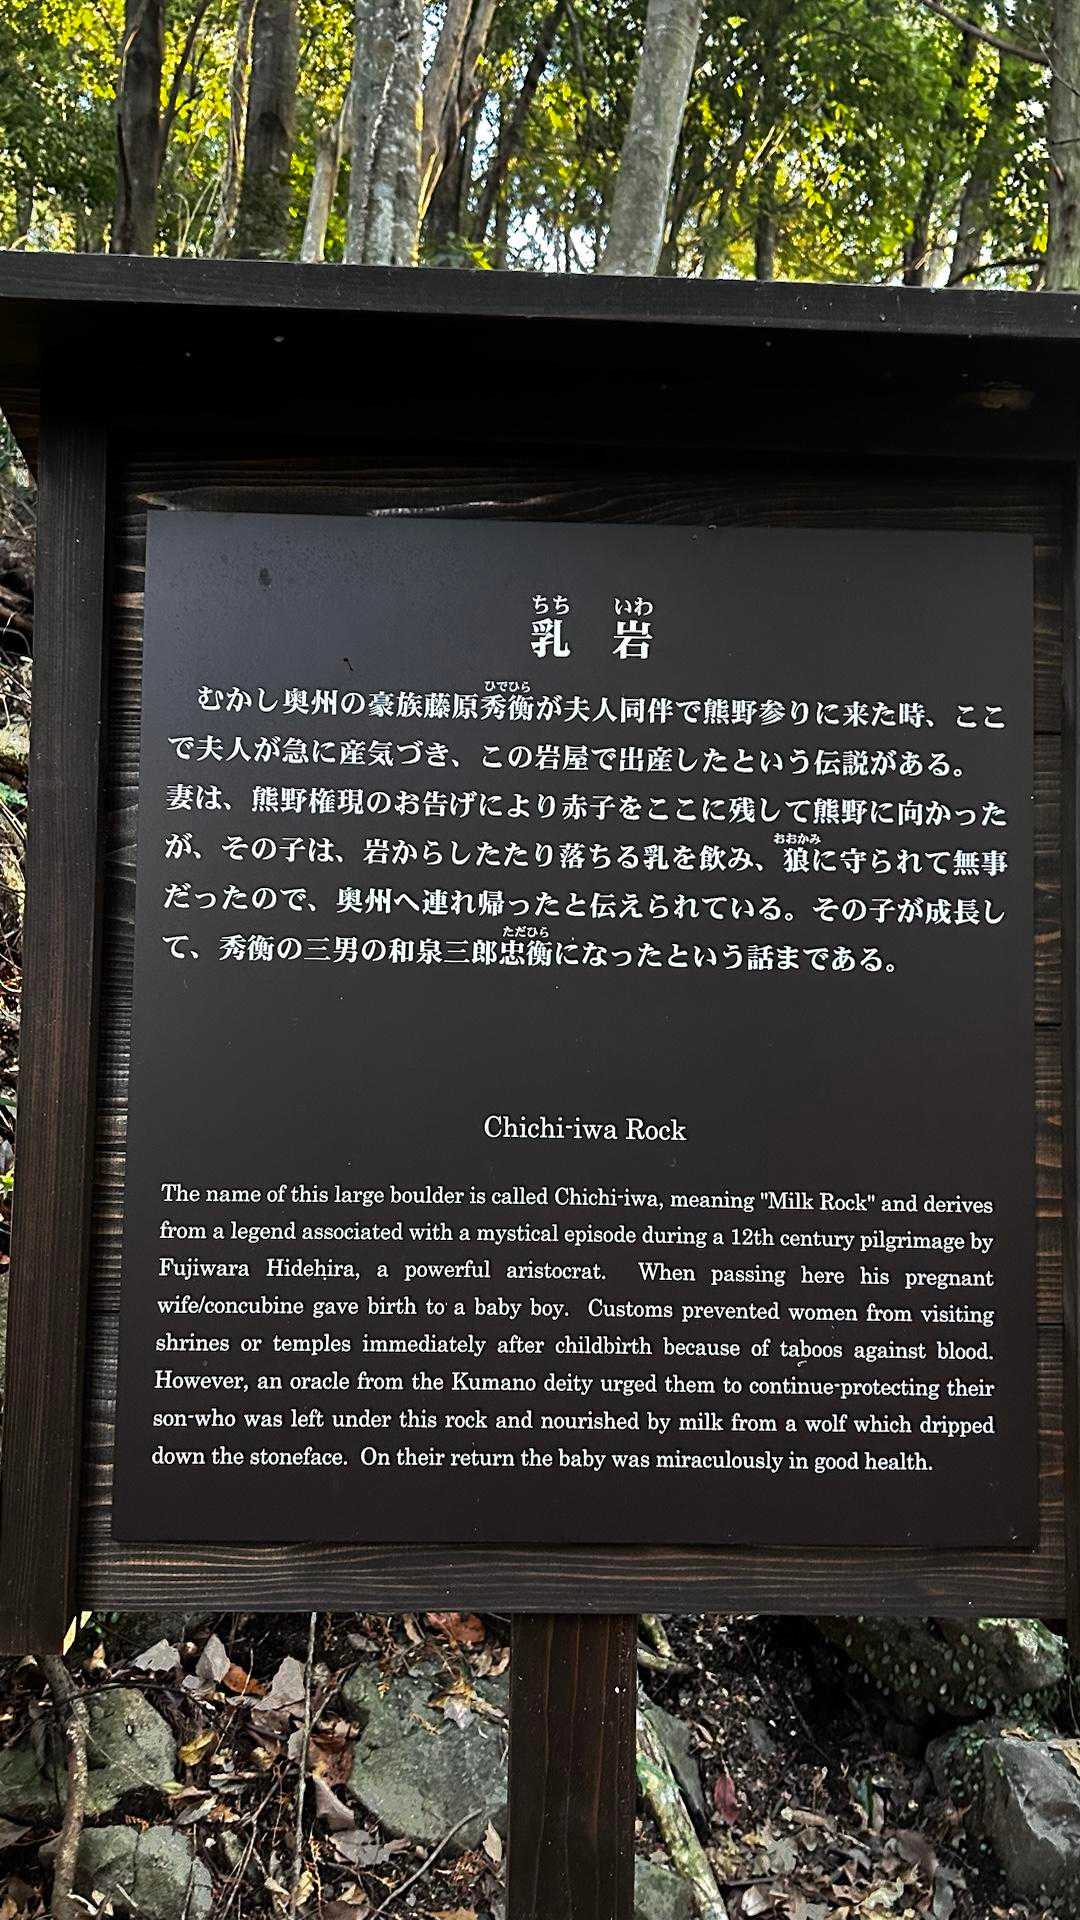 ちち いわ
乳 岩
ひでひら
むかし奥州の豪族藤原秀衡が夫人同伴で熊野参りに来た時、ここ
で夫人が急に産気づき、この岩屋で出産したという伝説がある。
妻は、熊野権現のお告げにより赤子をここに残して熊野に向かった
おおかみ
が、その子は、岩からしたたり落ちる乳を飲み、狼に守られて無事
だったので、奥州へ連れ帰ったと伝えられている。その子が成長し
ただひら
て、秀衡の三男の和泉三郎忠衡になったという話まである。
Chichi-iwa Rock
The name of this large boulder is called Chichi-iwa, meaning "Milk Rock" and derives
from a legend associated with a mystical episode during a 12th century pilgrimage by
Fujiwara Hidehira, a powerful aristocrat. When passing here his pregnant
wife/concubine gave birth to a baby boy. Customs prevented women from visiting
shrines or temples immediately after childbirth because of taboos against blood.
However, an oracle from the Kumano deity urged them to continue-protecting their
son-who was left under this rock and nourished by milk from a wolf which dripped
down the stoneface. On their return the baby was miraculously in good health.